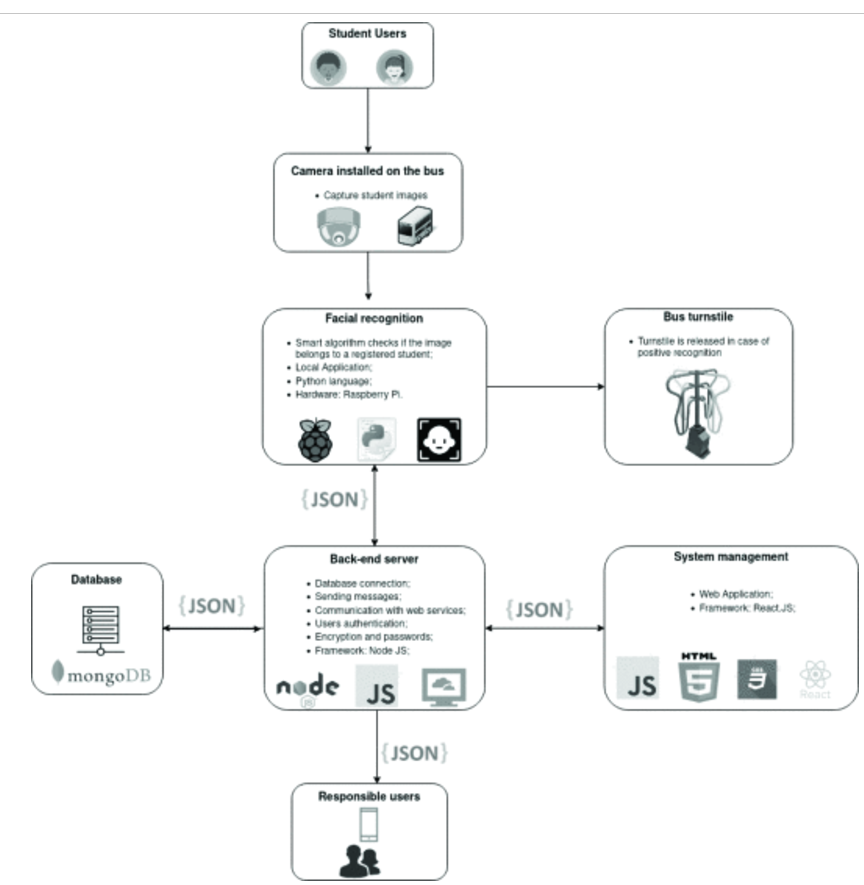 Student Users
Camera installed on the bus
• Capture student images
Facial recognition
• Smart algorithm checks if the image
belongs to a registered student;
• Local Application;
• Python language;
• Hardware: Raspberry Pi.
Bus turnstile
• Turnstile is released in case of
positive recognition
{JSON}
Database
mongoDB
{JSON}
Back-end server
• Database connection;
• Sending messages;
• Communication with web services;
• Users authentication;
• Encryption and passwords;
• Framework: Node JS;
node
JS
JS
{JSON}
System management
• Web Application;
• Framework: React.JS;
JS
HTML
5
CSS
3
React
{JSON}
Responsible users